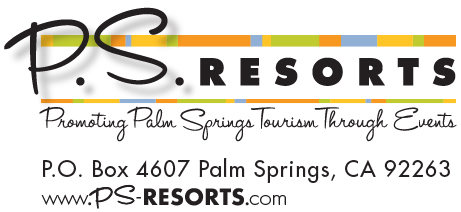 P.S. RESORTS
Promoting Palm Springs Tourism Through Events
P.O. Box 4607 Palm Springs, CA 92263
www.PS-RESORTS.com